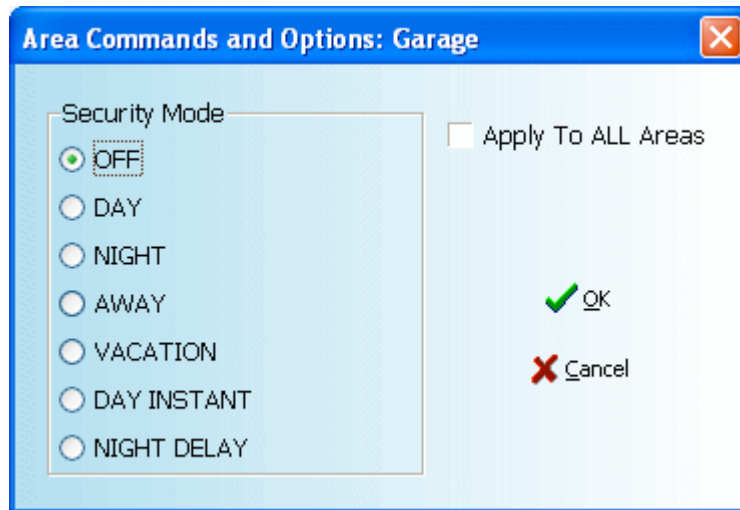 Area Commands and Options: Garage
Security Mode
OFF
DAY
NIGHT
AWAY
VACATION
DAY INSTANT
NIGHT DELAY
Apply To ALL Areas
OK
Cancel